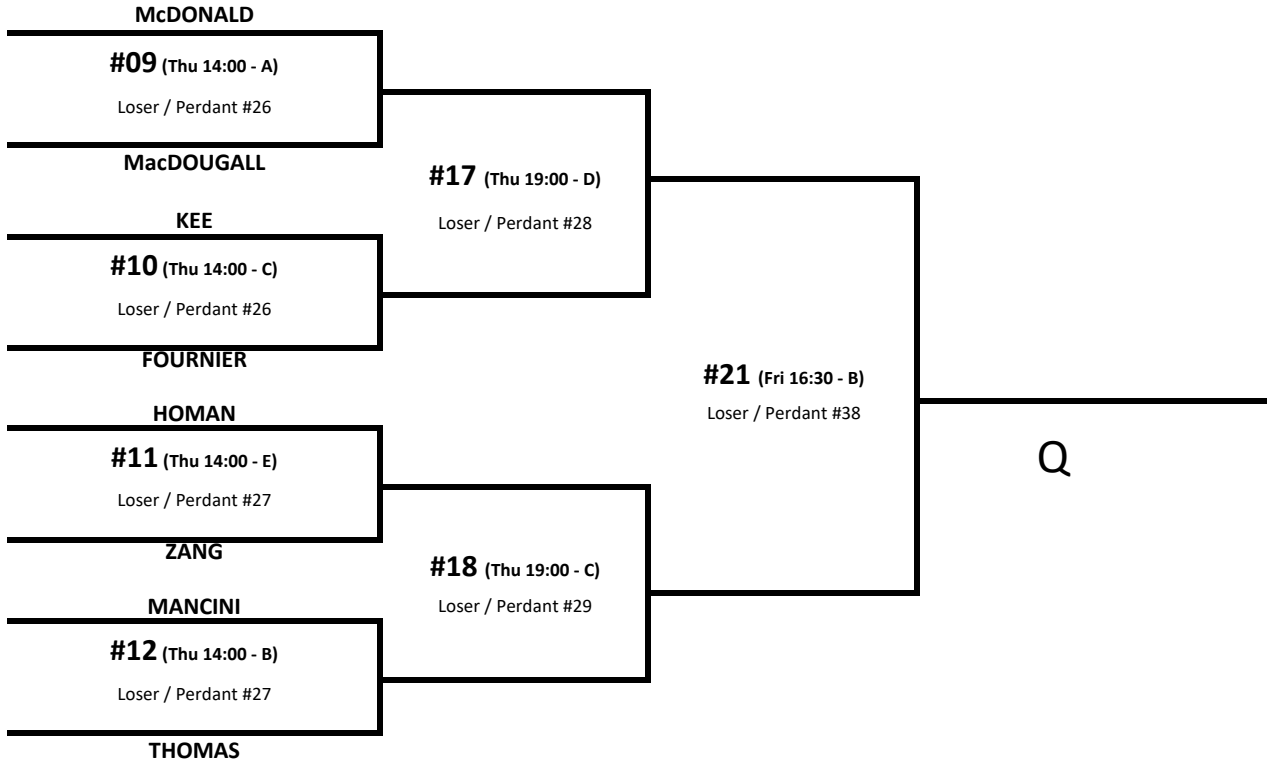 McDONALD
#09 (Thu 14:00 - A)
Loser / Perdant #26
MacDOUGALL
KEE
#10 (Thu 14:00 - C)
Loser / Perdant #26
FOURNIER
HOMAN
#11 (Thu 14:00 - E)
Loser / Perdant #27
ZANG
MANCINI
#12 (Thu 14:00 - B)
Loser / Perdant #27
THOMAS
#17 (Thu 19:00 - D)
Loser / Perdant #28
#18 (Thu 19:00 - C)
Loser / Perdant #29
#21 (Fri 16:30 - B)
Loser / Perdant #38
Q